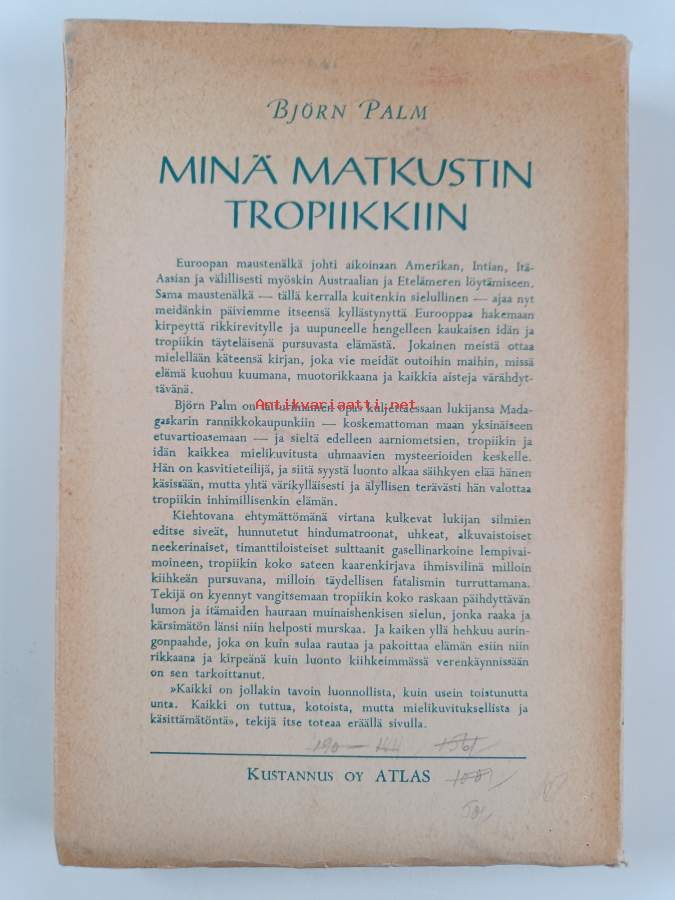 BJÖRN PALM
MINÄ MATKUSTIN
TROPIIKKIIN
Euroopan maustenälkä johti aikoinaan Amerikan, Intian, Itä-
Aasian ja välillisesti myöskin Austraalian ja Etelämeren löytämiseen.
Sama maustenälkä — tällä kerralla kuitenkin sielullinen — ajaa nyt
meidänkin päiviemme itseensä kyllästynyttä Eurooppaa hakemaan
kirpeyttä rikkirevitylle ja uupuneelle hengelleen kaukaisen idän ja
tropiikin täyteläisenä pursuvasta elämästä. Jokainen meistä ottaa
mielellään käteensä kirjan, joka vie meidät outoihin maihin, missä
elämä kuohuu kuumana, muotorikkaana ja kaikkia aisteja värähdyt-
tävänä.
Björn Palm on opas kuljettaessaan lukijansa Mada-
gaskarin rannikkokaupunkiin — koskemattoman maan yksinäiseen
etuvartioasemaan — ja sieltä edelleen aarniometsien, tropiikin ja
idän kaikkea mielikuvitusta uhmaavien mysteerioiden keskelle.
Hän on kasvitieteilijä, ja siitä syystä luonto alkaa säihkyen elää hänen
käsissään, mutta yhtä värikylläisesti ja älyllisen terävästi hän valottaa
tropiikin inhimillisenkin elämän.
Kiehtovana ehtymättömänä virtana kulkevat lukijan silmien
editse siveät, hunnutetut hindumatroonat, uhkeat, alkuvaistoiset
neekerinaiset, timanttiloisteiset sulttaanit gasellinarkoine lempivai-
moineen, tropiikin koko sateen kaarenkirjava ihmisvilinä milloin
kiihkeän pursuvana, milloin täydellisen fatalismin turruttamana.
Tekijä on kyennyt vangitsemaan tropiikin koko raskaan päihdyttävän
lumon ja itämaiden hauraan muinaishenkisen sielun, jonka raaka ja
kärsimätön länsi niin helposti murskaa. Ja kaiken yllä hehkuu aurin-
gonpaahde, joka on kuin sulaa rautaa ja pakoittaa elämän esiin niin
rikkaana ja kirpeänä kuin luonto kiihkeimmässä verenkäynnissään
on sen tarkoittanut.
»Kaikki on jollakin tavoin luonnollista, kuin usein toistunutta
unta. Kaikki on tuttua, kotoista, mutta mielikuvituksellista ja
käsittämätöntä», tekijä itse toteaa eräällä sivulla.
KUSTANNUS OY ATLAS
Antikvariaatti.net